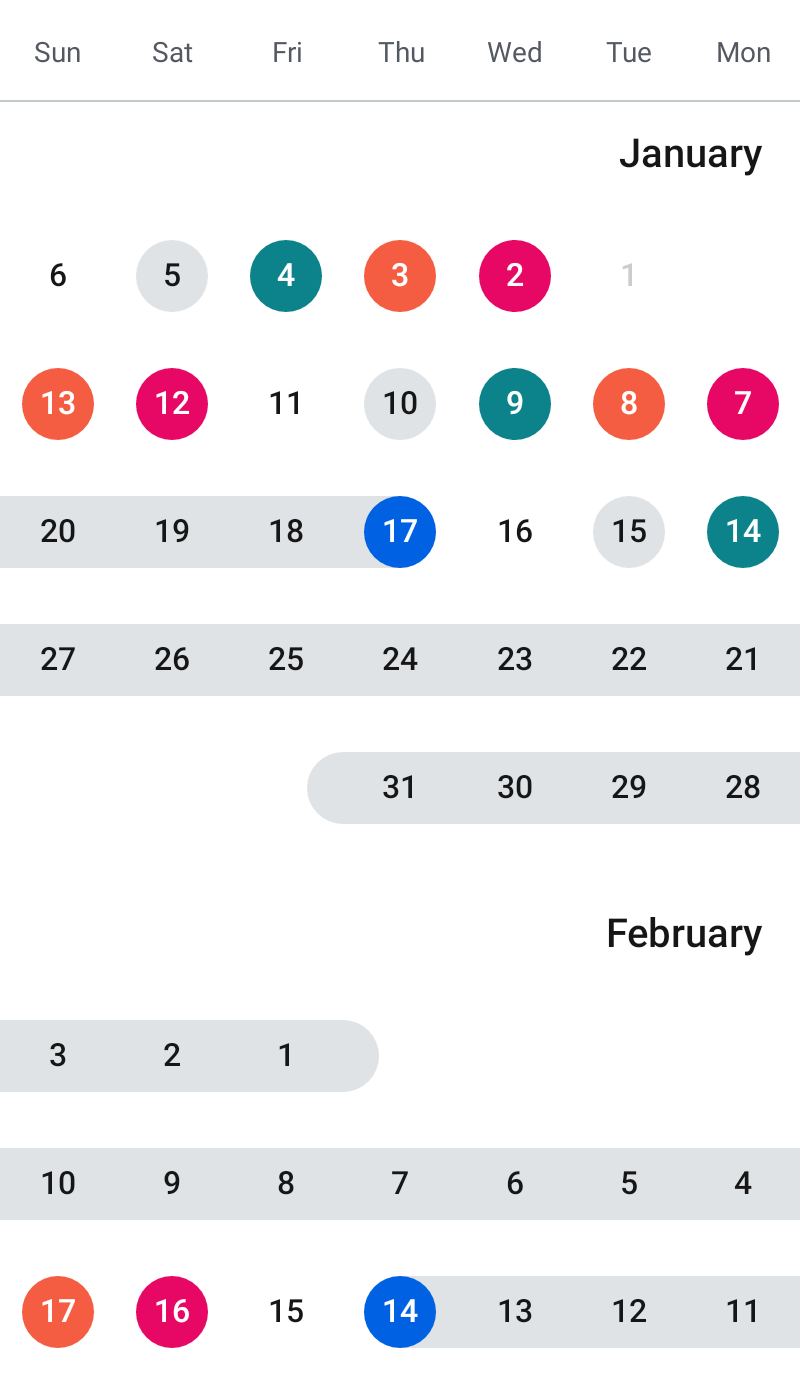 Sun Sat Fri Thu Wed Tue Mon
January
6 5 4 3 2 1
13 12 11 10 9 8 7
20 19 18 17 16 15 14
27 26 25 24 23 22 21
31 30 29 28
February
3 2 1
10 9 8 7 6 5 4
17 16 15 14 13 12 11